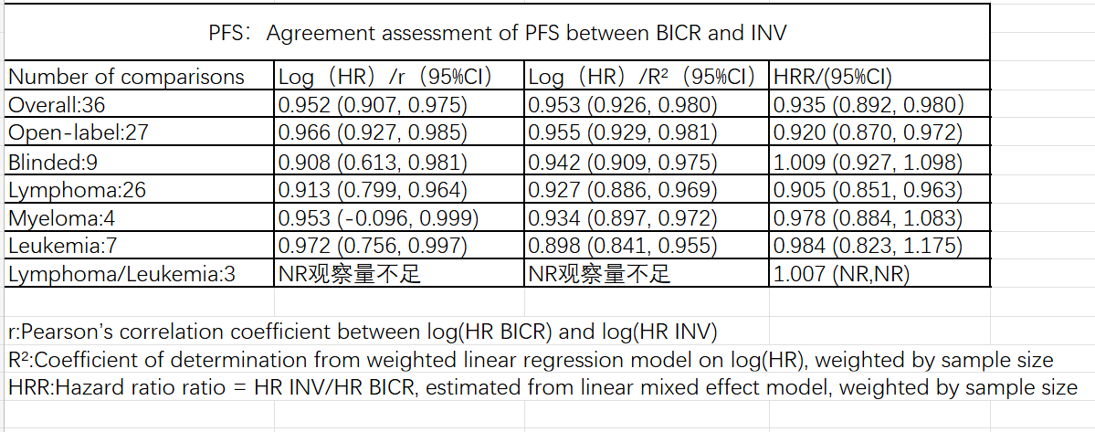 PFS： Agreement assessment of PFS between BICR and INV
Number of comparisons Log（HR）/r（95%CI） Log（HR）/R²（95%CI） HRR/(95%CI)
Overall:36 0.952 (0.907, 0.975) 0.953 (0.926, 0.980) 0.935 (0.892, 0.980）
Open-label:27 0.966 (0.927, 0.985) 0.955 (0.929, 0.981) 0.920 (0.870, 0.972)
Blinded:9 0.908 (0.613, 0.981) 0.942 (0.909, 0.975) 1.009 (0.927, 1.098)
Lymphoma:26 0.913 (0.799, 0.964) 0.927 (0.886, 0.969) 0.905 (0.851, 0.963)
Myeloma:4 0.953 (-0.096, 0.999) 0.934 (0.897, 0.972) 0.978 (0.884, 1.083)
Leukemia:7 0.972 (0.756, 0.997) 0.898 (0.841, 0.955) 0.984 (0.823, 1.175)
Lymphoma/Leukemia:3 NR观察量不足 NR观察量不足 1.007 (NR,NR)
r:Pearson's correlation coefficient between log(HR BICR) and log(HR INV)
R²:Coefficient of determination from weighted linear regression model on log(HR), weighted by sample size
HRR:Hazard ratio ratio = HR INV/HR BICR, estimated from linear mixed effect model, weighted by sample size